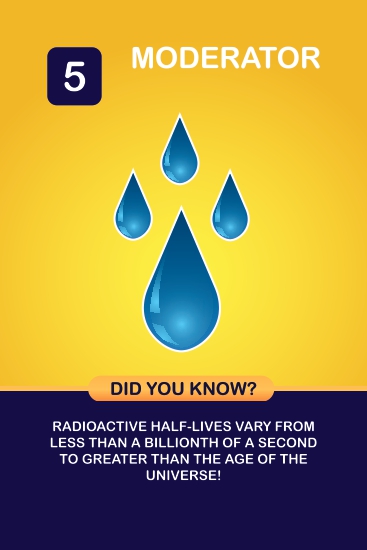 5
MODERATOR
DID YOU KNOW?
RADIOACTIVE HALF-LIVES VARY FROM
LESS THAN A BILLIONTH OF A SECOND
TO GREATER THAN THE AGE OF THE
UNIVERSE!